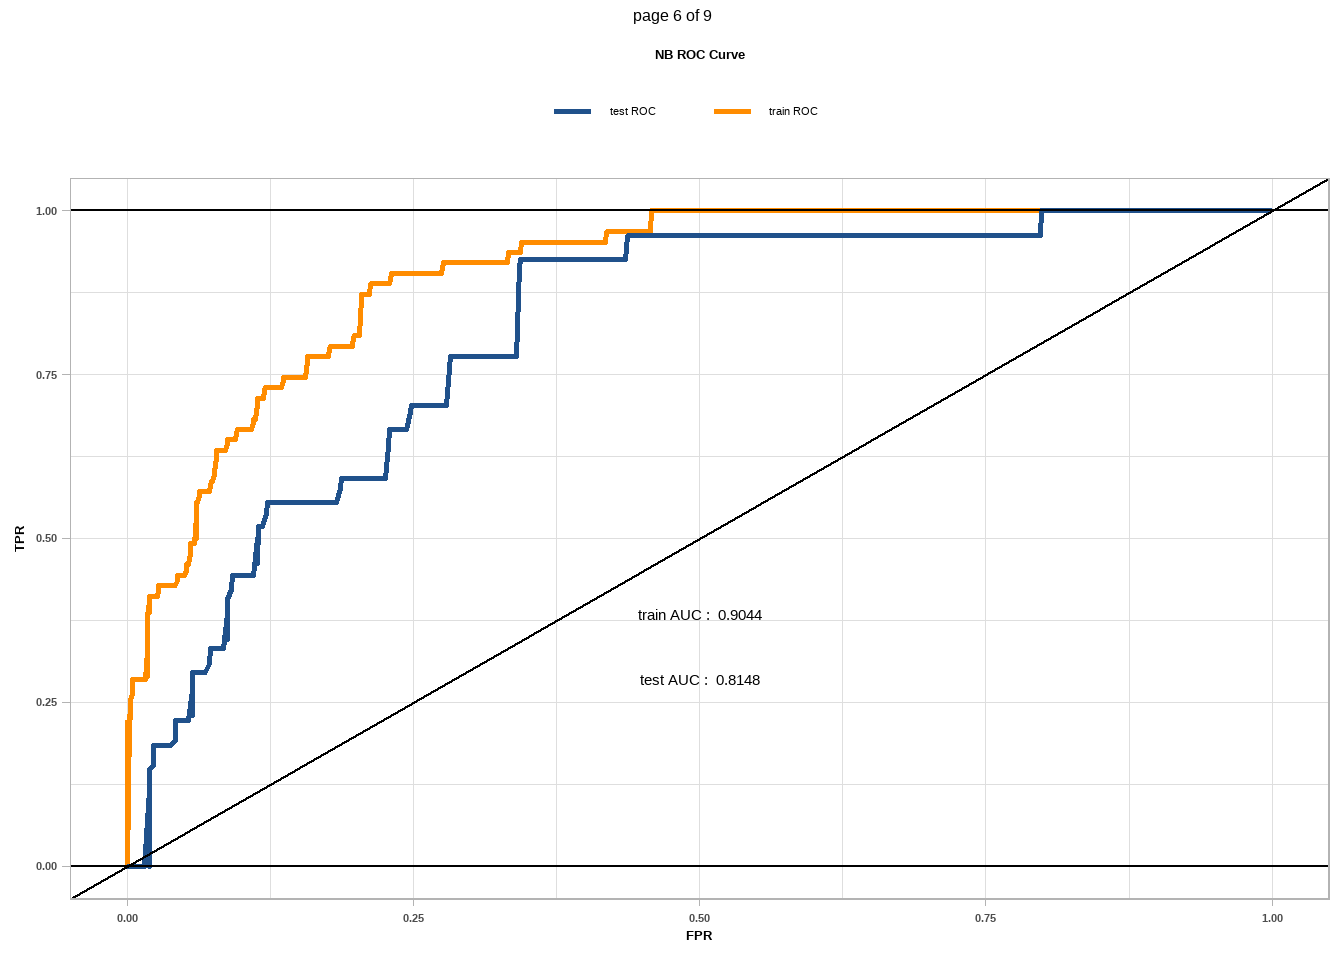 page 6 of 9
NB ROC Curve
test ROC
train ROC
1.00
0.75
0.50
0.25
0.00
TPR
train AUC :  0.9044
test AUC :  0.8148
0.00
0.25
0.50
0.75
1.00
FPR